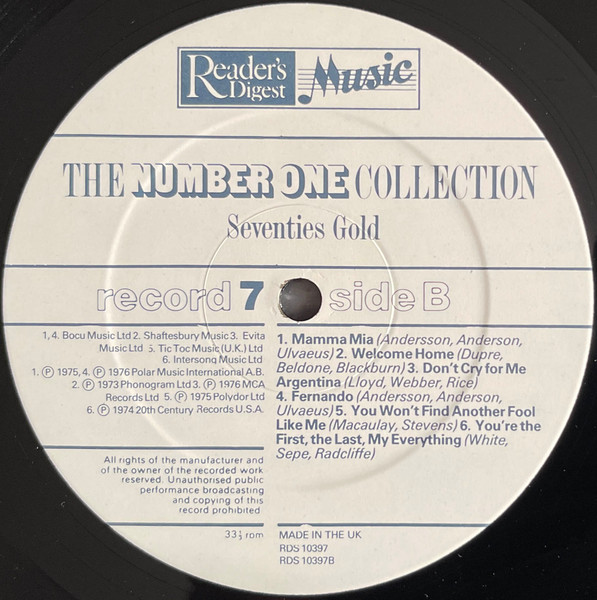 Reader's
Digest
Music
THE NUMBER ONE COLLECTION
Seventies Gold
record 7 side B
1,4. Bocu Music Ltd 2. Shaftesbury Music 3. Evita
Music Ltd 5. Tic Toc Music (U.K.) Ltd
6. Intersong Music Ltd
1. Ⓟ 1975, 4. Ⓟ 1976 Polar Music International A.B.
2. Ⓟ 1973 Phonogram Ltd 3. Ⓟ 1976 MCA
Records Ltd 5. Ⓟ 1975 Polydor Ltd
6. Ⓟ 1974 20th Century Records U.S.A.
All rights of the manufacturer and
of the owner of the recorded work
reserved. Unauthorised public
performance broadcasting
and copying of this
record prohibited.
33⅓ rpm
1. Mamma Mia (Andersson, Anderson,
Ulvaeus) 2. Welcome Home (Dupre,
Beldone, Blackburn) 3. Don't Cry for Me
Argentina (Lloyd, Webber, Rice)
4. Fernando (Andersson, Anderson,
Ulvaeus) 5. You Won't Find Another Fool
Like Me (Macaulay, Stevens) 6. You're the
First, the Last, My Everything (White,
Sepe, Radcliffe)
MADE IN THE UK
RDS 10397
RDS 10397B